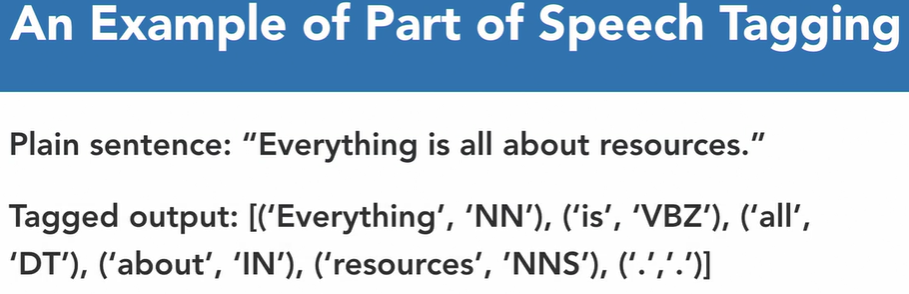 An Example of Part of Speech Tagging
Plain sentence: “Everything is all about resources.”
Tagged output: [(‘Everything’, ‘NN’), (‘is’, ‘VBZ’), (‘all’,
‘DT’), (‘about’, ‘IN’), (‘resources’, ’NNS’), (‘.’,’.’)]